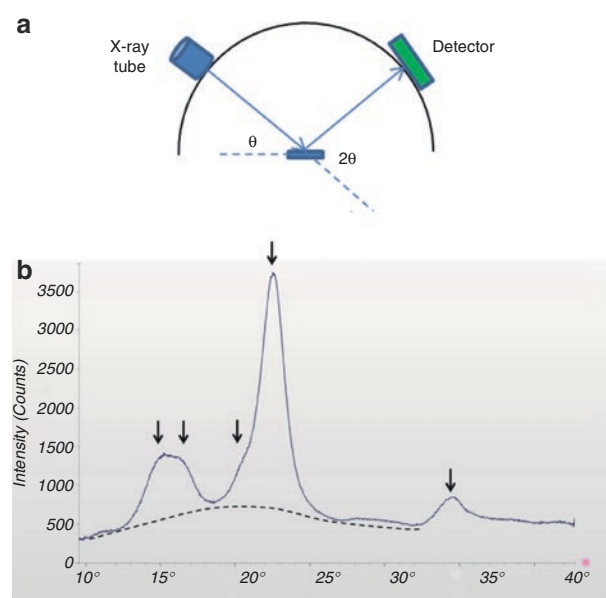 a
X-ray
tube
Detector
θ
2θ
b
Intensity (Counts)
3500
3000
2500
2000
1500
1000
500
0
10° 15° 20° 25° 30° 35° 40°